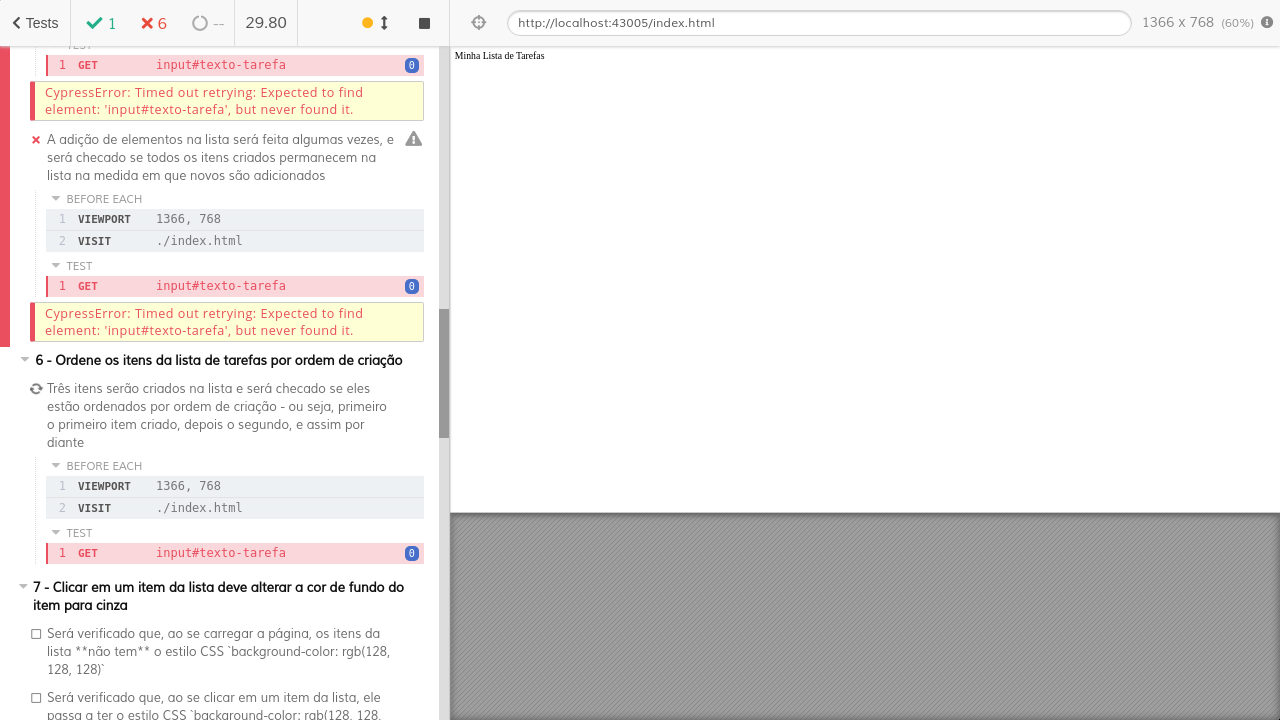 Tests
1
6
--
29.80
http://localhost:43005/index.html
1366 x 768 (60%)
TEST
1 GET input#texto-tarefa 0
CypressError: Timed out retrying: Expected to find
element: 'input#texto-tarefa', but never found it.
A adição de elementos na lista será feita algumas vezes, e
será checado se todos os itens criados permanecem na
lista na medida em que novos são adicionados
BEFORE EACH
1 VIEWPORT 1366, 768
2 VISIT ./index.html
TEST
1 GET input#texto-tarefa 0
CypressError: Timed out retrying: Expected to find
element: 'input#texto-tarefa', but never found it.
6 - Ordene os itens da lista de tarefas por ordem de criação
Três itens serão criados na lista e será checado se eles
estão ordenados por ordem de criação - ou seja, primeiro
o primeiro item criado, depois o segundo, e assim por
diante
BEFORE EACH
1 VIEWPORT 1366, 768
2 VISIT ./index.html
TEST
1 GET input#texto-tarefa 0
7 - Clicar em um item da lista deve alterar a cor de fundo do
item para cinza
Será verificado que, ao se carregar a página, os itens da
lista **não tem** o estilo CSS `background-color: rgb(128,
128, 128)`
Será verificado que, ao se clicar em um item da lista, ele
passa a ter o estilo CSS `background-color: rgb(128, 128,
Minha Lista de Tarefas